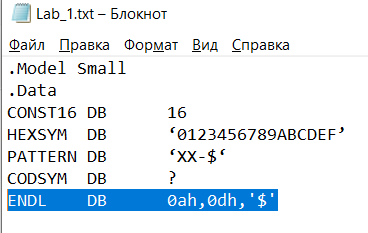 Lab_1.txt – Блокнот
Файл Правка Формат Вид Справка
.Model Small
.Data
CONST16 DB 16
HEXSYM DB ‘0123456789ABCDEF’
PATTERN DB ‘XX-$‘
CODSYM DB ?
ENDL DB 0ah,0dh,'$'